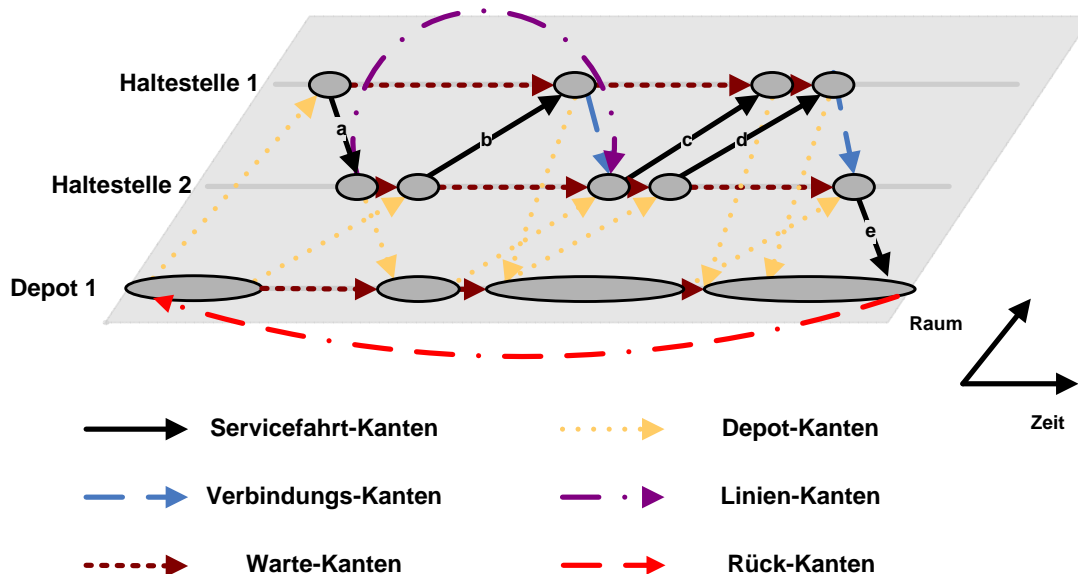 Haltestelle 1
a
b
c
d
Haltestelle 2
e
Depot 1
Raum
Zeit
Servicefahrt-Kanten
Depot-Kanten
Verbindungs-Kanten
Linien-Kanten
Warte-Kanten
Rück-Kanten